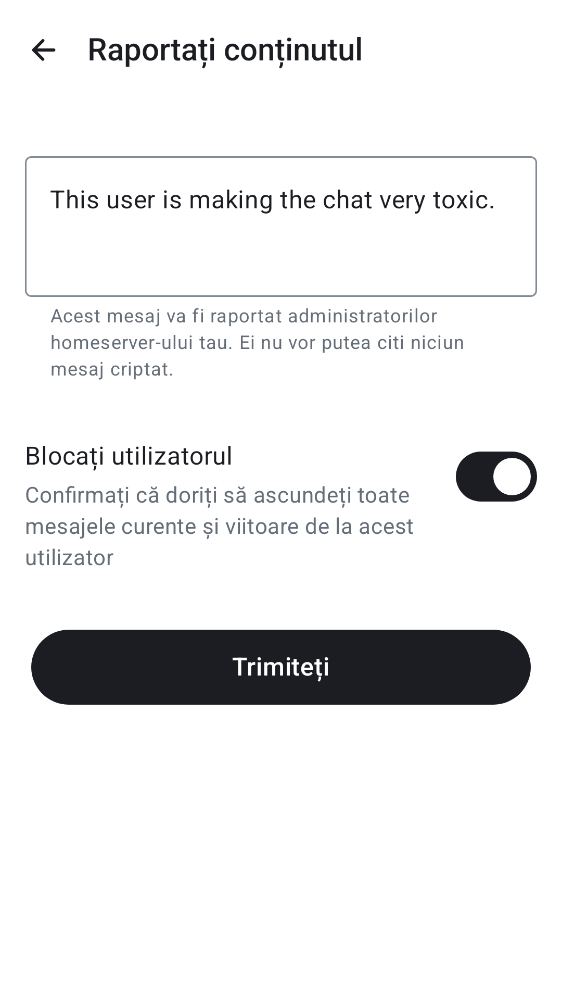 Raportați conținutul
This user is making the chat very toxic.
Acest mesaj va fi raportat administratorilor
homeserver-ului tau. Ei nu vor putea citi niciun
mesaj criptat.
Blocați utilizatorul
Confirmați că doriți să ascundeți toate
mesajele curente și viitoare de la acest
utilizator
Trimiteți